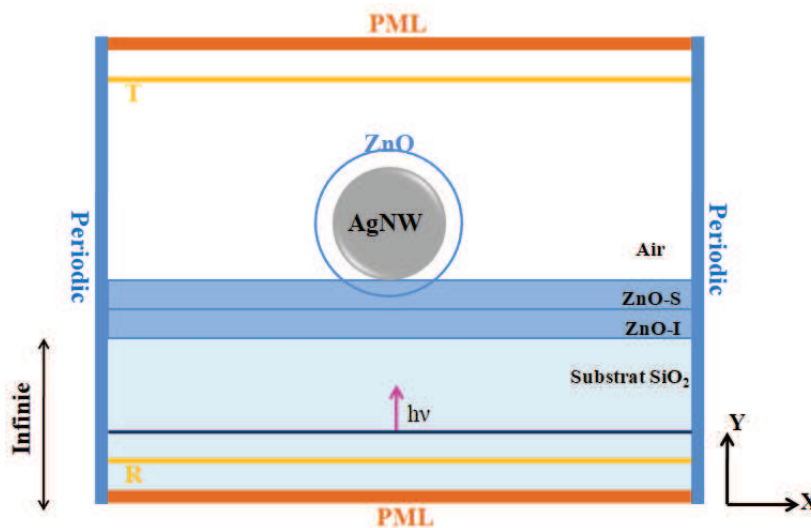 PML
T
ZnO
AgNW
Periodic
Periodic
Air
ZnO-S
ZnO-I
Substrat SiO₂
Infinie
hν
Y
R
X
PML